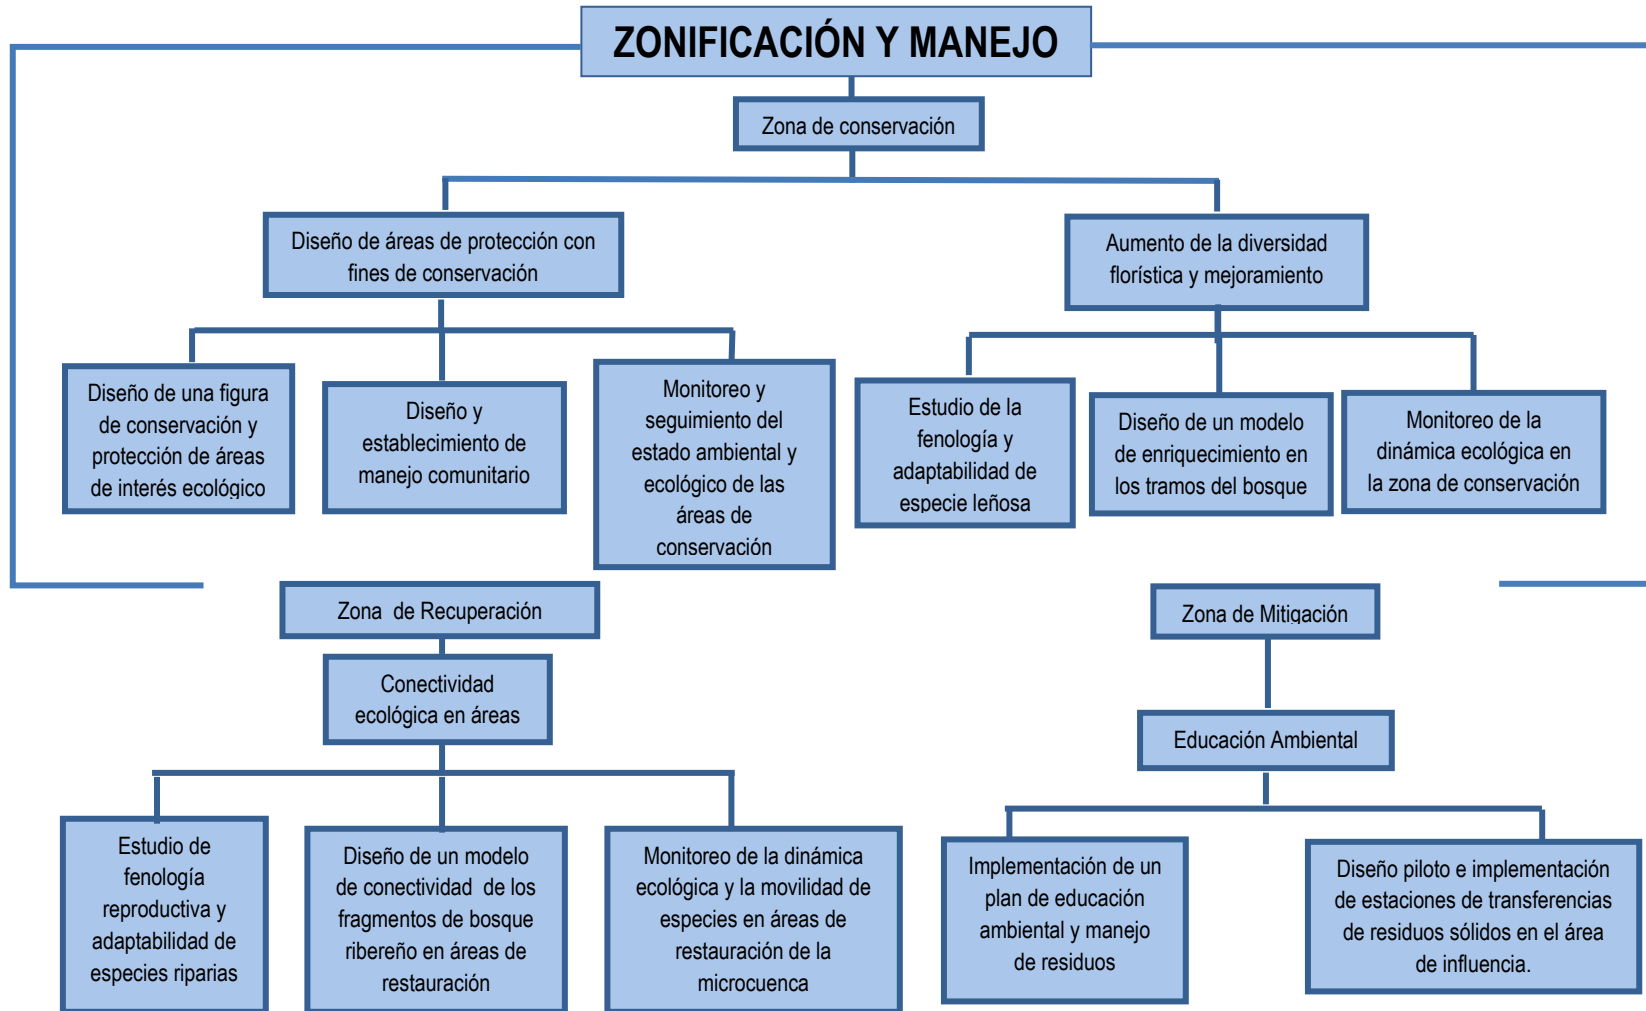 ZONIFICACIÓN Y MANEJO
Zona de conservación
Diseño de áreas de protección con
fines de conservación
Aumento de la diversidad
florística y mejoramiento
Diseño de una figura
de conservación y
protección de áreas
de interés ecológico
Diseño y
establecimiento de
manejo comunitario
Monitoreo y
seguimiento del
estado ambiental y
ecológico de las
áreas de
conservación
Estudio de la
fenología y
adaptabilidad de
especie leñosa
Diseño de un modelo
de enriquecimiento en
los tramos del bosque
Monitoreo de la
dinámica ecológica en
la zona de conservación
Zona de Recuperación
Zona de Mitigación
Conectividad
ecológica en áreas
Educación Ambiental
Estudio de
fenología
reproductiva y
adaptabilidad de
especies riparias
Diseño de un modelo
de conectividad de los
fragmentos de bosque
ribereño en áreas de
restauración
Monitoreo de la dinámica
ecológica y la movilidad de
especies en áreas de
restauración de la
microcuenca
Implementación de un
plan de educación
ambiental y manejo
de residuos
Diseño piloto e implementación
de estaciones de transferencias
de residuos sólidos en el área
de influencia.